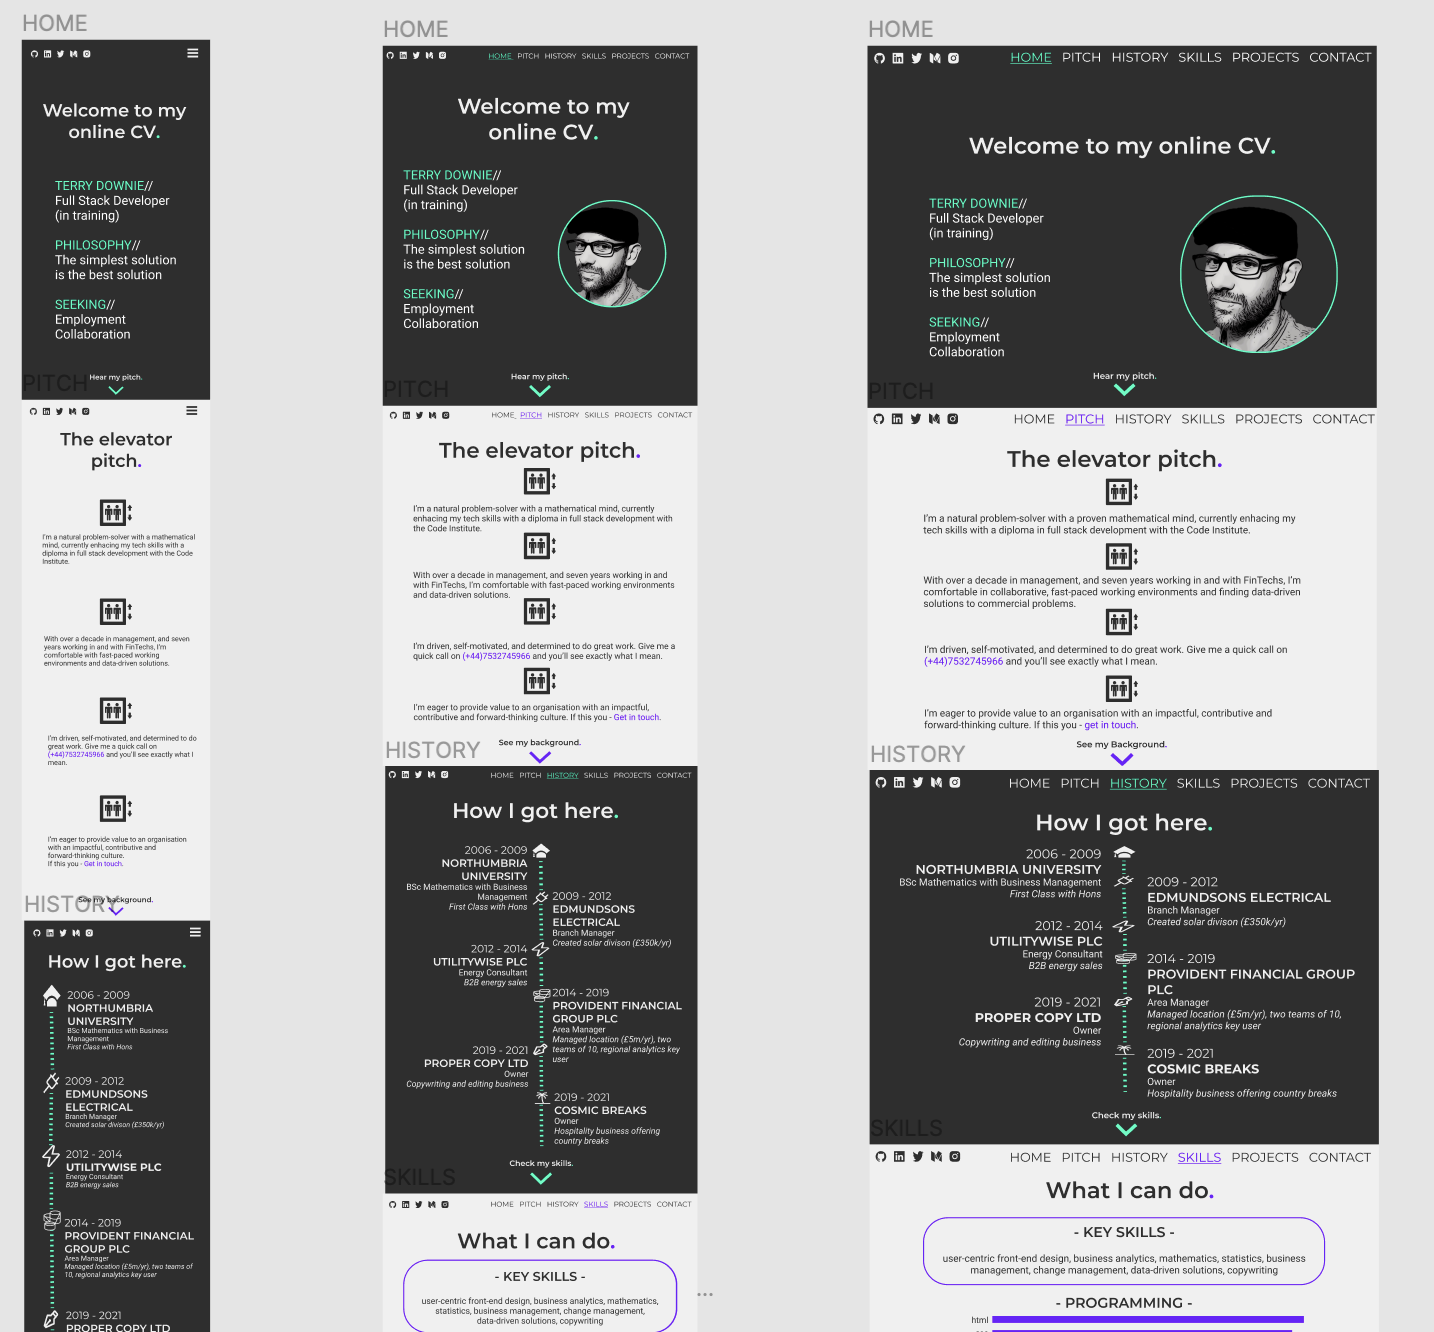 HOME
Welcome to my
online CV.
TERRY DOWNIE//
Full Stack Developer
(in training)
PHILOSOPHY//
The simplest solution
is the best solution
SEEKING//
Employment
Collaboration
PITCH
Hear my pitch.
The elevator
pitch.
I'm a natural problem-solver with a mathematical
mind, currently enhacing my tech skills with a
diploma in full stack development with the Code
Institute.
With over a decade in management, and seven
years working in and with FinTechs, I'm
comfortable with fast-paced working
environments and data-driven solutions.
I'm driven, self-motivated, and determined to do
great work. Give me a quick call on
(+44)7532745966 and you'll see exactly what I
mean.
I'm eager to provide value to an organisation
with an impactful, contributive and
forward-thinking culture.
If this you - Get in touch.
HISTORY
See my background.
How I got here.
2006 - 2009
NORTHUMBRIA
UNIVERSITY
BSc Mathematics with Business
Management
First Class with Hons
2009 - 2012
EDMUNDSONS
ELECTRICAL
Branch Manager
Created solar divison (£350k/yr)
2012 - 2014
UTILITYWISE PLC
Energy Consultant
B2B energy sales
2014 - 2019
PROVIDENT FINANCIAL
GROUP PLC
Area Manager
Managed location (£5m/yr), two teams of
10, regional analytics key user
2019 - 2021
PROPER COPY LTD
HOME
HOME PITCH HISTORY SKILLS PROJECTS CONTACT
Welcome to my
online CV.
TERRY DOWNIE//
Full Stack Developer
(in training)
PHILOSOPHY//
The simplest solution
is the best solution
SEEKING//
Employment
Collaboration
Hear my pitch.
PITCH
HOME PITCH HISTORY SKILLS PROJECTS CONTACT
The elevator pitch.
I'm a natural problem-solver with a mathematical mind, currently
enhacing my tech skills with a diploma in full stack development with
the Code Institute.
With over a decade in management, and seven years working in and
with FinTechs, I'm comfortable with fast-paced working environments
and data-driven solutions.
I'm driven, self-motivated, and determined to do great work. Give me a
quick call on (+44)7532745966 and you'll see exactly what I mean.
I'm eager to provide value to an organisation with an impactful,
contributive and forward-thinking culture. If this you - Get in touch.
HISTORY
See my background.
HOME PITCH HISTORY SKILLS PROJECTS CONTACT
How I got here.
2006 - 2009
NORTHUMBRIA
UNIVERSITY
BSc Mathematics with Business
Management
First Class with Hons
2009 - 2012
EDMUNDSONS
ELECTRICAL
Branch Manager
Created solar divison (£350k/yr)
2012 - 2014
UTILITYWISE PLC
Energy Consultant
B2B energy sales
2014 - 2019
PROVIDENT FINANCIAL
GROUP PLC
Area Manager
Managed location (£5m/yr), two
teams of 10, regional analytics key
user
2019 - 2021
PROPER COPY LTD
Owner
Copywriting and editing business
2019 - 2021
COSMIC BREAKS
Owner
Hospitality business offering
country breaks
Check my skills.
SKILLS
HOME PITCH HISTORY SKILLS PROJECTS CONTACT
What I can do.
- KEY SKILLS -
user-centric front-end design, business analytics, mathematics,
statistics, business management, change management,
data-driven solutions, copywriting
HOME
HOME PITCH HISTORY SKILLS PROJECTS CONTACT
Welcome to my online CV.
TERRY DOWNIE//
Full Stack Developer
(in training)
PHILOSOPHY//
The simplest solution
is the best solution
SEEKING//
Employment
Collaboration
Hear my pitch.
PITCH
HOME PITCH HISTORY SKILLS PROJECTS CONTACT
The elevator pitch.
I'm a natural problem-solver with a proven mathematical mind, currently enhacing my
tech skills with a diploma in full stack development with the Code Institute.
With over a decade in management, and seven years working in and with FinTechs, I'm
comfortable in collaborative, fast-paced working environments and finding data-driven
solutions to commercial problems.
I'm driven, self-motivated, and determined to do great work. Give me a quick call on
(+44)7532745966 and you'll see exactly what I mean.
I'm eager to provide value to an organisation with an impactful, contributive and
forward-thinking culture. If this you - get in touch.
HISTORY
See my Background.
HOME PITCH HISTORY SKILLS PROJECTS CONTACT
How I got here.
2006 - 2009
NORTHUMBRIA UNIVERSITY
BSc Mathematics with Business Management
First Class with Hons
2009 - 2012
EDMUNDSONS ELECTRICAL
Branch Manager
Created solar divison (£350k/yr)
2012 - 2014
UTILITYWISE PLC
Energy Consultant
B2B energy sales
2014 - 2019
PROVIDENT FINANCIAL GROUP
PLC
Area Manager
Managed location (£5m/yr), two teams of 10,
regional analytics key user
2019 - 2021
PROPER COPY LTD
Owner
Copywriting and editing business
2019 - 2021
COSMIC BREAKS
Owner
Hospitality business offering country breaks
Check my skills.
SKILLS
HOME PITCH HISTORY SKILLS PROJECTS CONTACT
What I can do.
- KEY SKILLS -
user-centric front-end design, business analytics, mathematics, statistics, business
management, change management, data-driven solutions, copywriting
- PROGRAMMING -
html